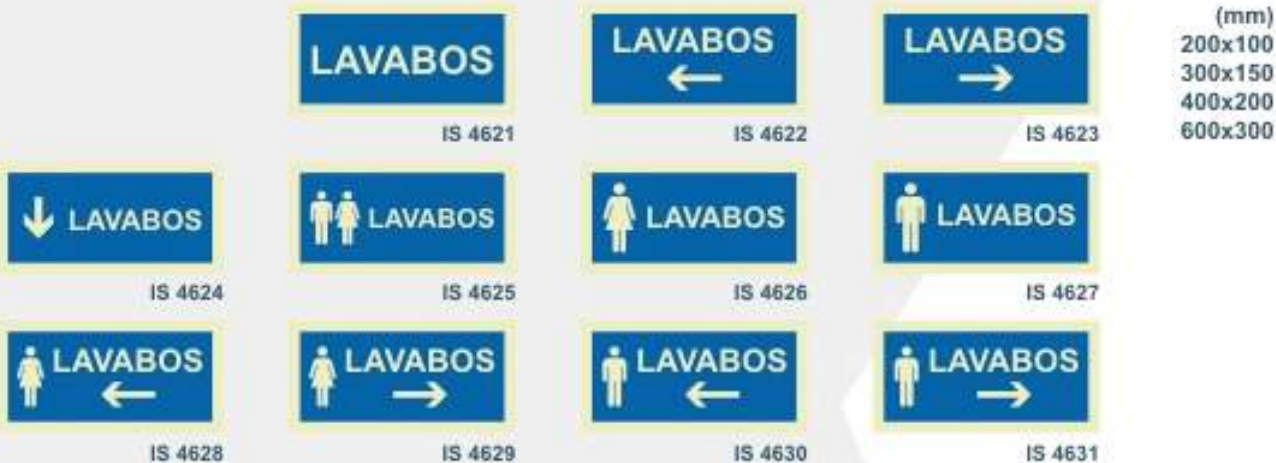 LAVABOS
IS 4621
LAVABOS
IS 4622
LAVABOS
IS 4623
(mm)
200x100
300x150
400x200
600x300
LAVABOS
IS 4624
LAVABOS
IS 4625
LAVABOS
IS 4626
LAVABOS
IS 4627
LAVABOS
IS 4628
LAVABOS
IS 4629
LAVABOS
IS 4630
LAVABOS
IS 4631